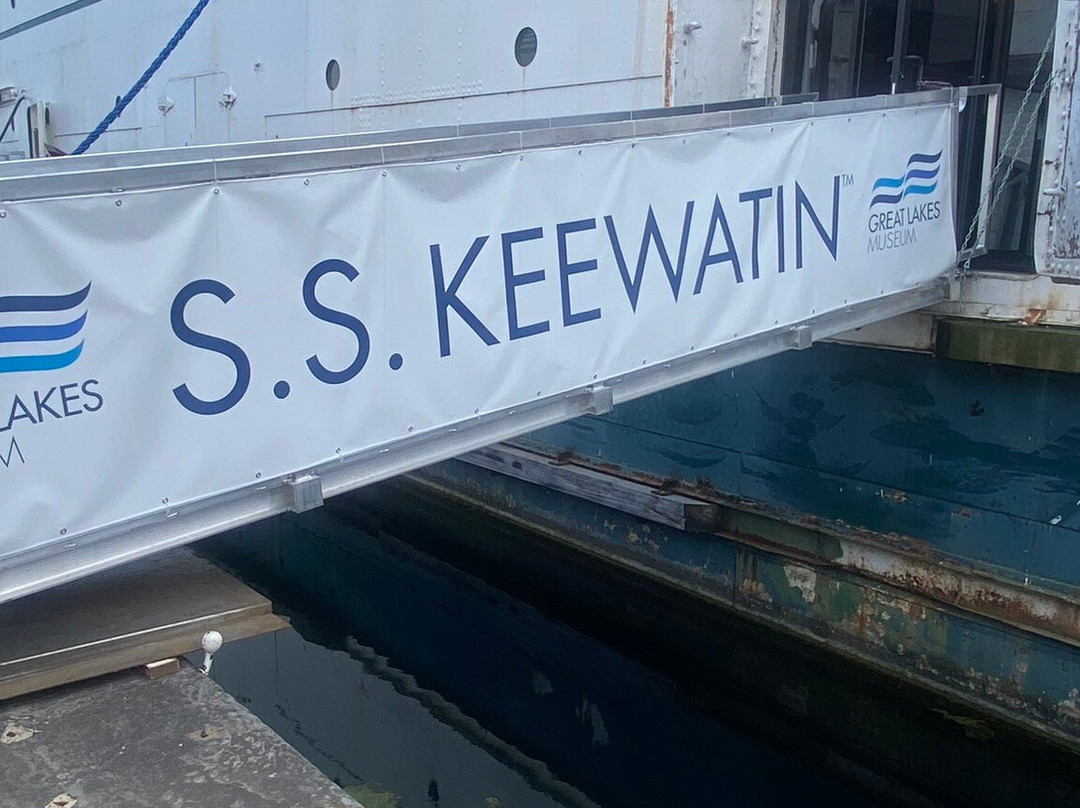 LAKES
M
S.S. KEEWATIN™
GREAT LAKES
MUSEUM